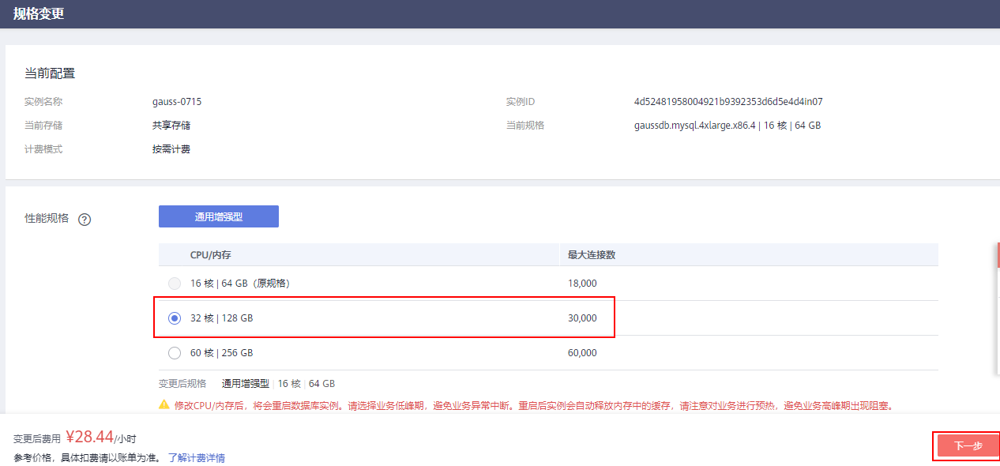 规格变更
当前配置
实例名称 gauss-0715 实例ID 4d52481958004921b9392353d6d5e4d4in07
当前存储 共享存储 当前规格 gaussdb.mysql.4xlarge.x86.4 | 16 核 | 64 GB
计费模式 按需计费
性能规格 ? 通用增强型
CPU/内存 最大连接数
16 核 | 64 GB（原规格） 18,000
32 核 | 128 GB 30,000
60 核 | 256 GB 60,000
变更后规格 通用增强型 | 16 核 | 64 GB
修改CPU/内存后，将会重启数据库实例。请选择业务低峰期，避免业务异常中断。重启后实例会自动释放内存中的缓存，请注意对业务进行预热，避免业务高峰期出现阻塞。
变更后费用 ¥28.44/小时
参考价格，具体扣费请以账单为准。 了解计费详情
下一步